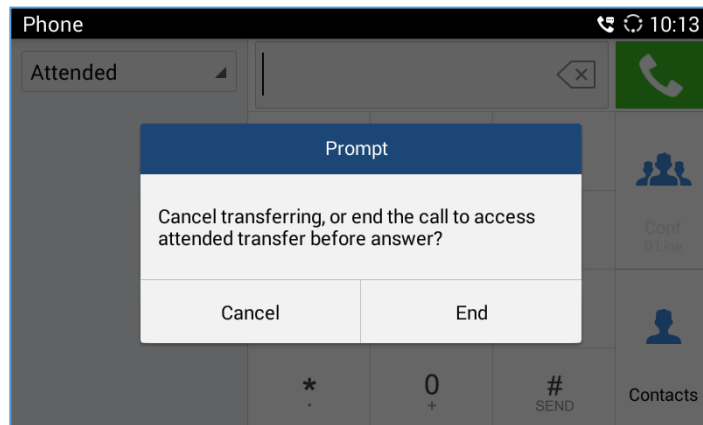 Phone
10:13
Attended
Prompt
Cancel transferring, or end the call to access
attended transfer before answer?
Cancel
End
Conf
0 Line
*
0
#
+
SEND
Contacts